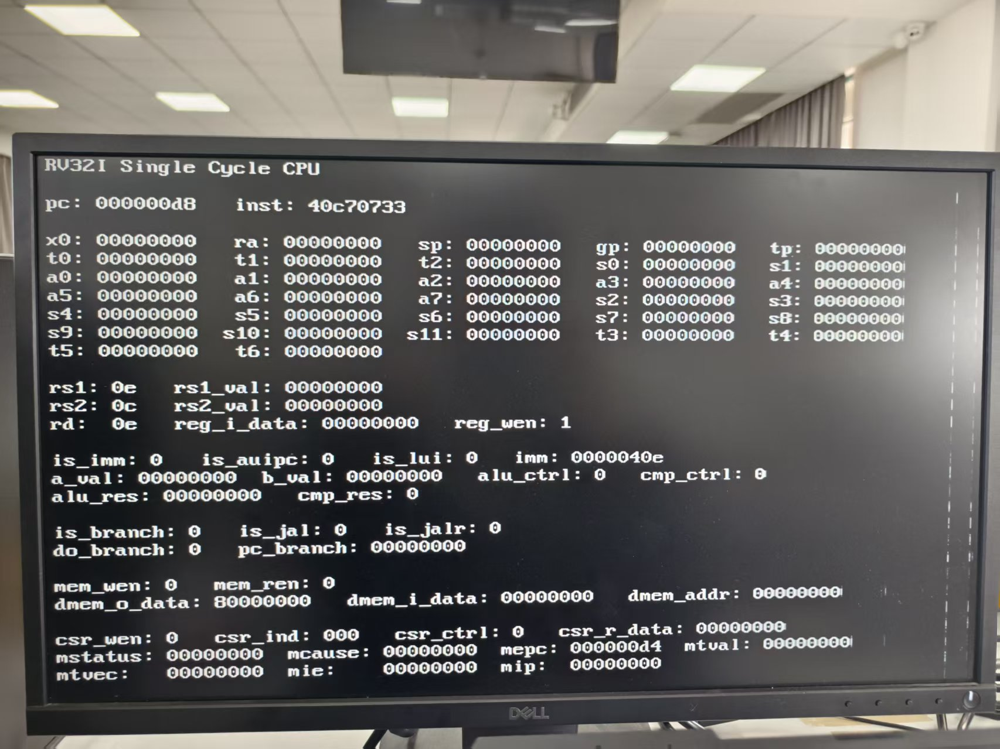 RV32I Single Cycle CPU
pc: 000000d8 inst: 40c70733
x0: 00000000 ra: 00000000 sp: 00000000 gp: 00000000 tp: 00000000
t0: 00000000 t1: 00000000 t2: 00000000 s0: 00000000 s1: 00000000
a0: 00000000 a1: 00000000 a2: 00000000 a3: 00000000 a4: 00000000
a5: 00000000 a6: 00000000 a7: 00000000 s2: 00000000 s3: 00000000
s4: 00000000 s5: 00000000 s6: 00000000 s7: 00000000 s8: 00000000
s9: 00000000 s10: 00000000 s11: 00000000 t3: 00000000 t4: 00000000
t5: 00000000 t6: 00000000
rs1: 0e rs1_val: 00000000
rs2: 0c rs2_val: 00000000
rd: 0e reg_i_data: 00000000 reg_wen: 1
is_imm: 0 is_auipc: 0 is_lui: 0 imm: 0000040e
a_val: 00000000 b_val: 00000000 alu_ctrl: 0 cmp_ctrl: 0
alu_res: 00000000 cmp_res: 0
is_branch: 0 is_jal: 0 is_jalr: 0
do_branch: 0 pc_branch: 00000000
mem_wen: 0 mem_ren: 0
dmem_o_data: 80000000 dmem_i_data: 00000000 dmem_addr: 00000000
csr_wen: 0 csr_ind: 000 csr_ctrl: 0 csr_r_data: 00000000
mstatus: 00000000 mcause: 00000000 mepc: 000000d4 mtval: 00000000
mtvec: 00000000 mie: 00000000 mip: 00000000
DELL